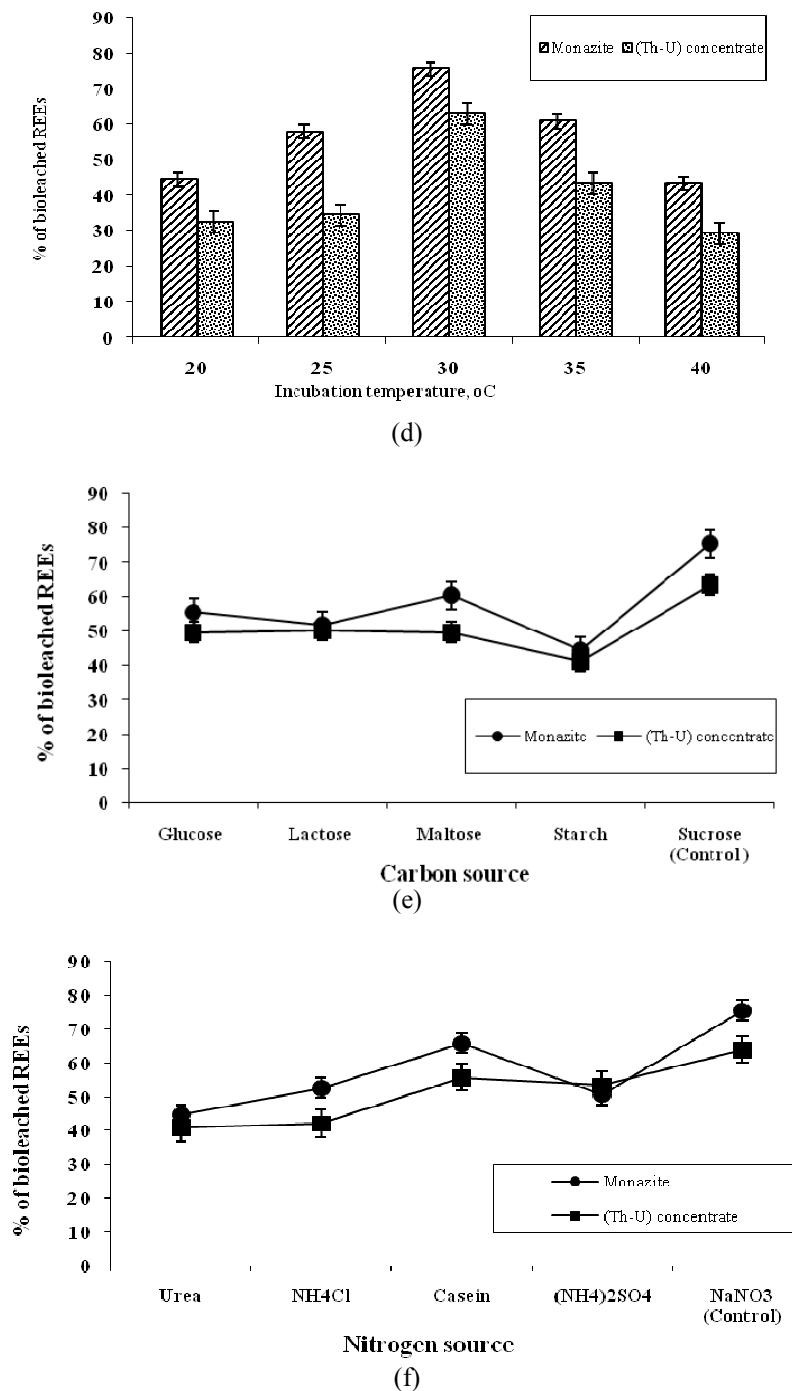 90
80
70
60
50
40
30
20
10
0
% of bioleached REEs
Monazite (Th-U) concentrate
20 25 30 35 40
Incubation temperature, oC
(d)
90
80
70
60
50
40
30
20
10
0
% of bioleached REEs
Monazite (Th-U) concentrate
Glucose Lactose Maltose Starch Sucrose
(Control)
Carbon source
(e)
90
80
70
60
50
40
30
20
10
0
% of bioleached REEs
Monazite
(Th-U) concentrate
Urea NH4Cl Casein (NH4)2SO4 NaNO3
(Control)
Nitrogen source
(f)